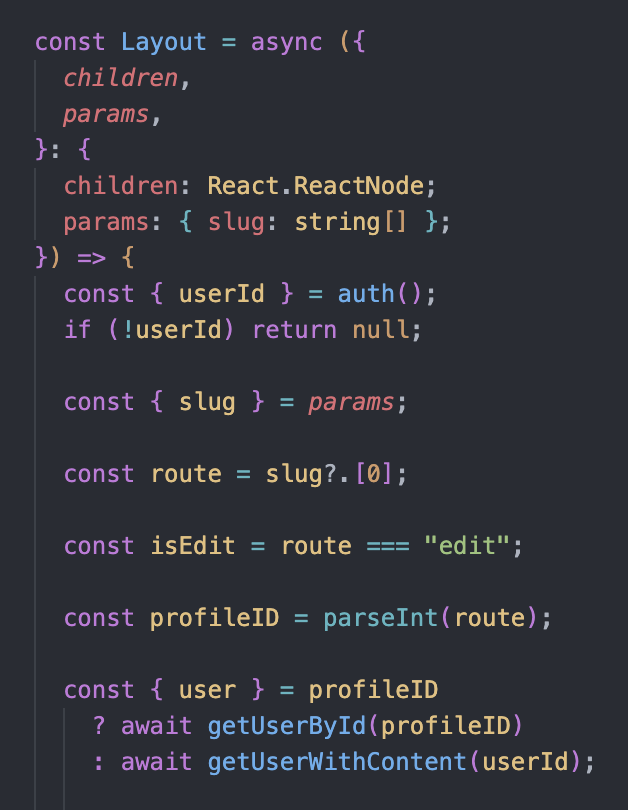 const Layout = async ({
  children,
  params,
}: {
  children: React.ReactNode;
  params: { slug: string[] };
}) => {
  const { userId } = auth();
  if (!userId) return null;

  const { slug } = params;

  const route = slug?.[0];

  const isEdit = route === "edit";

  const profileID = parseInt(route);

  const { user } = profileID
    ? await getUserById(profileID)
    : await getUserWithContent(userId);